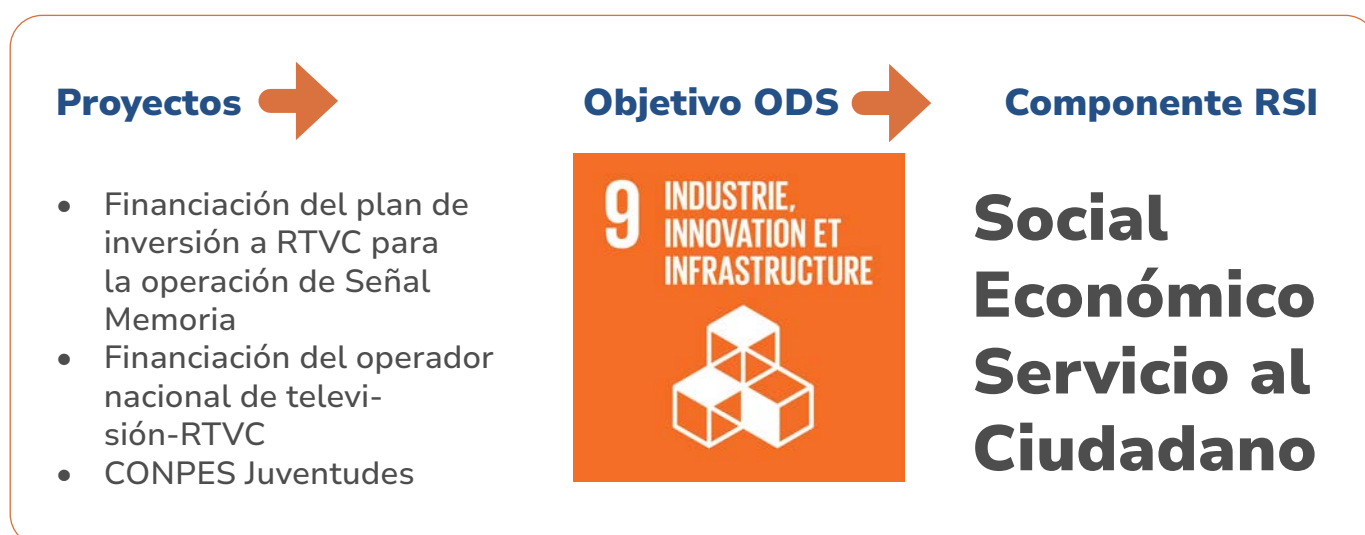 Proyectos
Objetivo ODS
Componente RSI
• Financiación del plan de
inversión a RTVC para
la operación de Señal
Memoria
• Financiación del operador
nacional de televi-
sión-RTVC
• CONPES Juventudes
9 INDUSTRIE,
INNOVATION ET
INFRASTRUCTURE
Social
Económico
Servicio al
Ciudadano